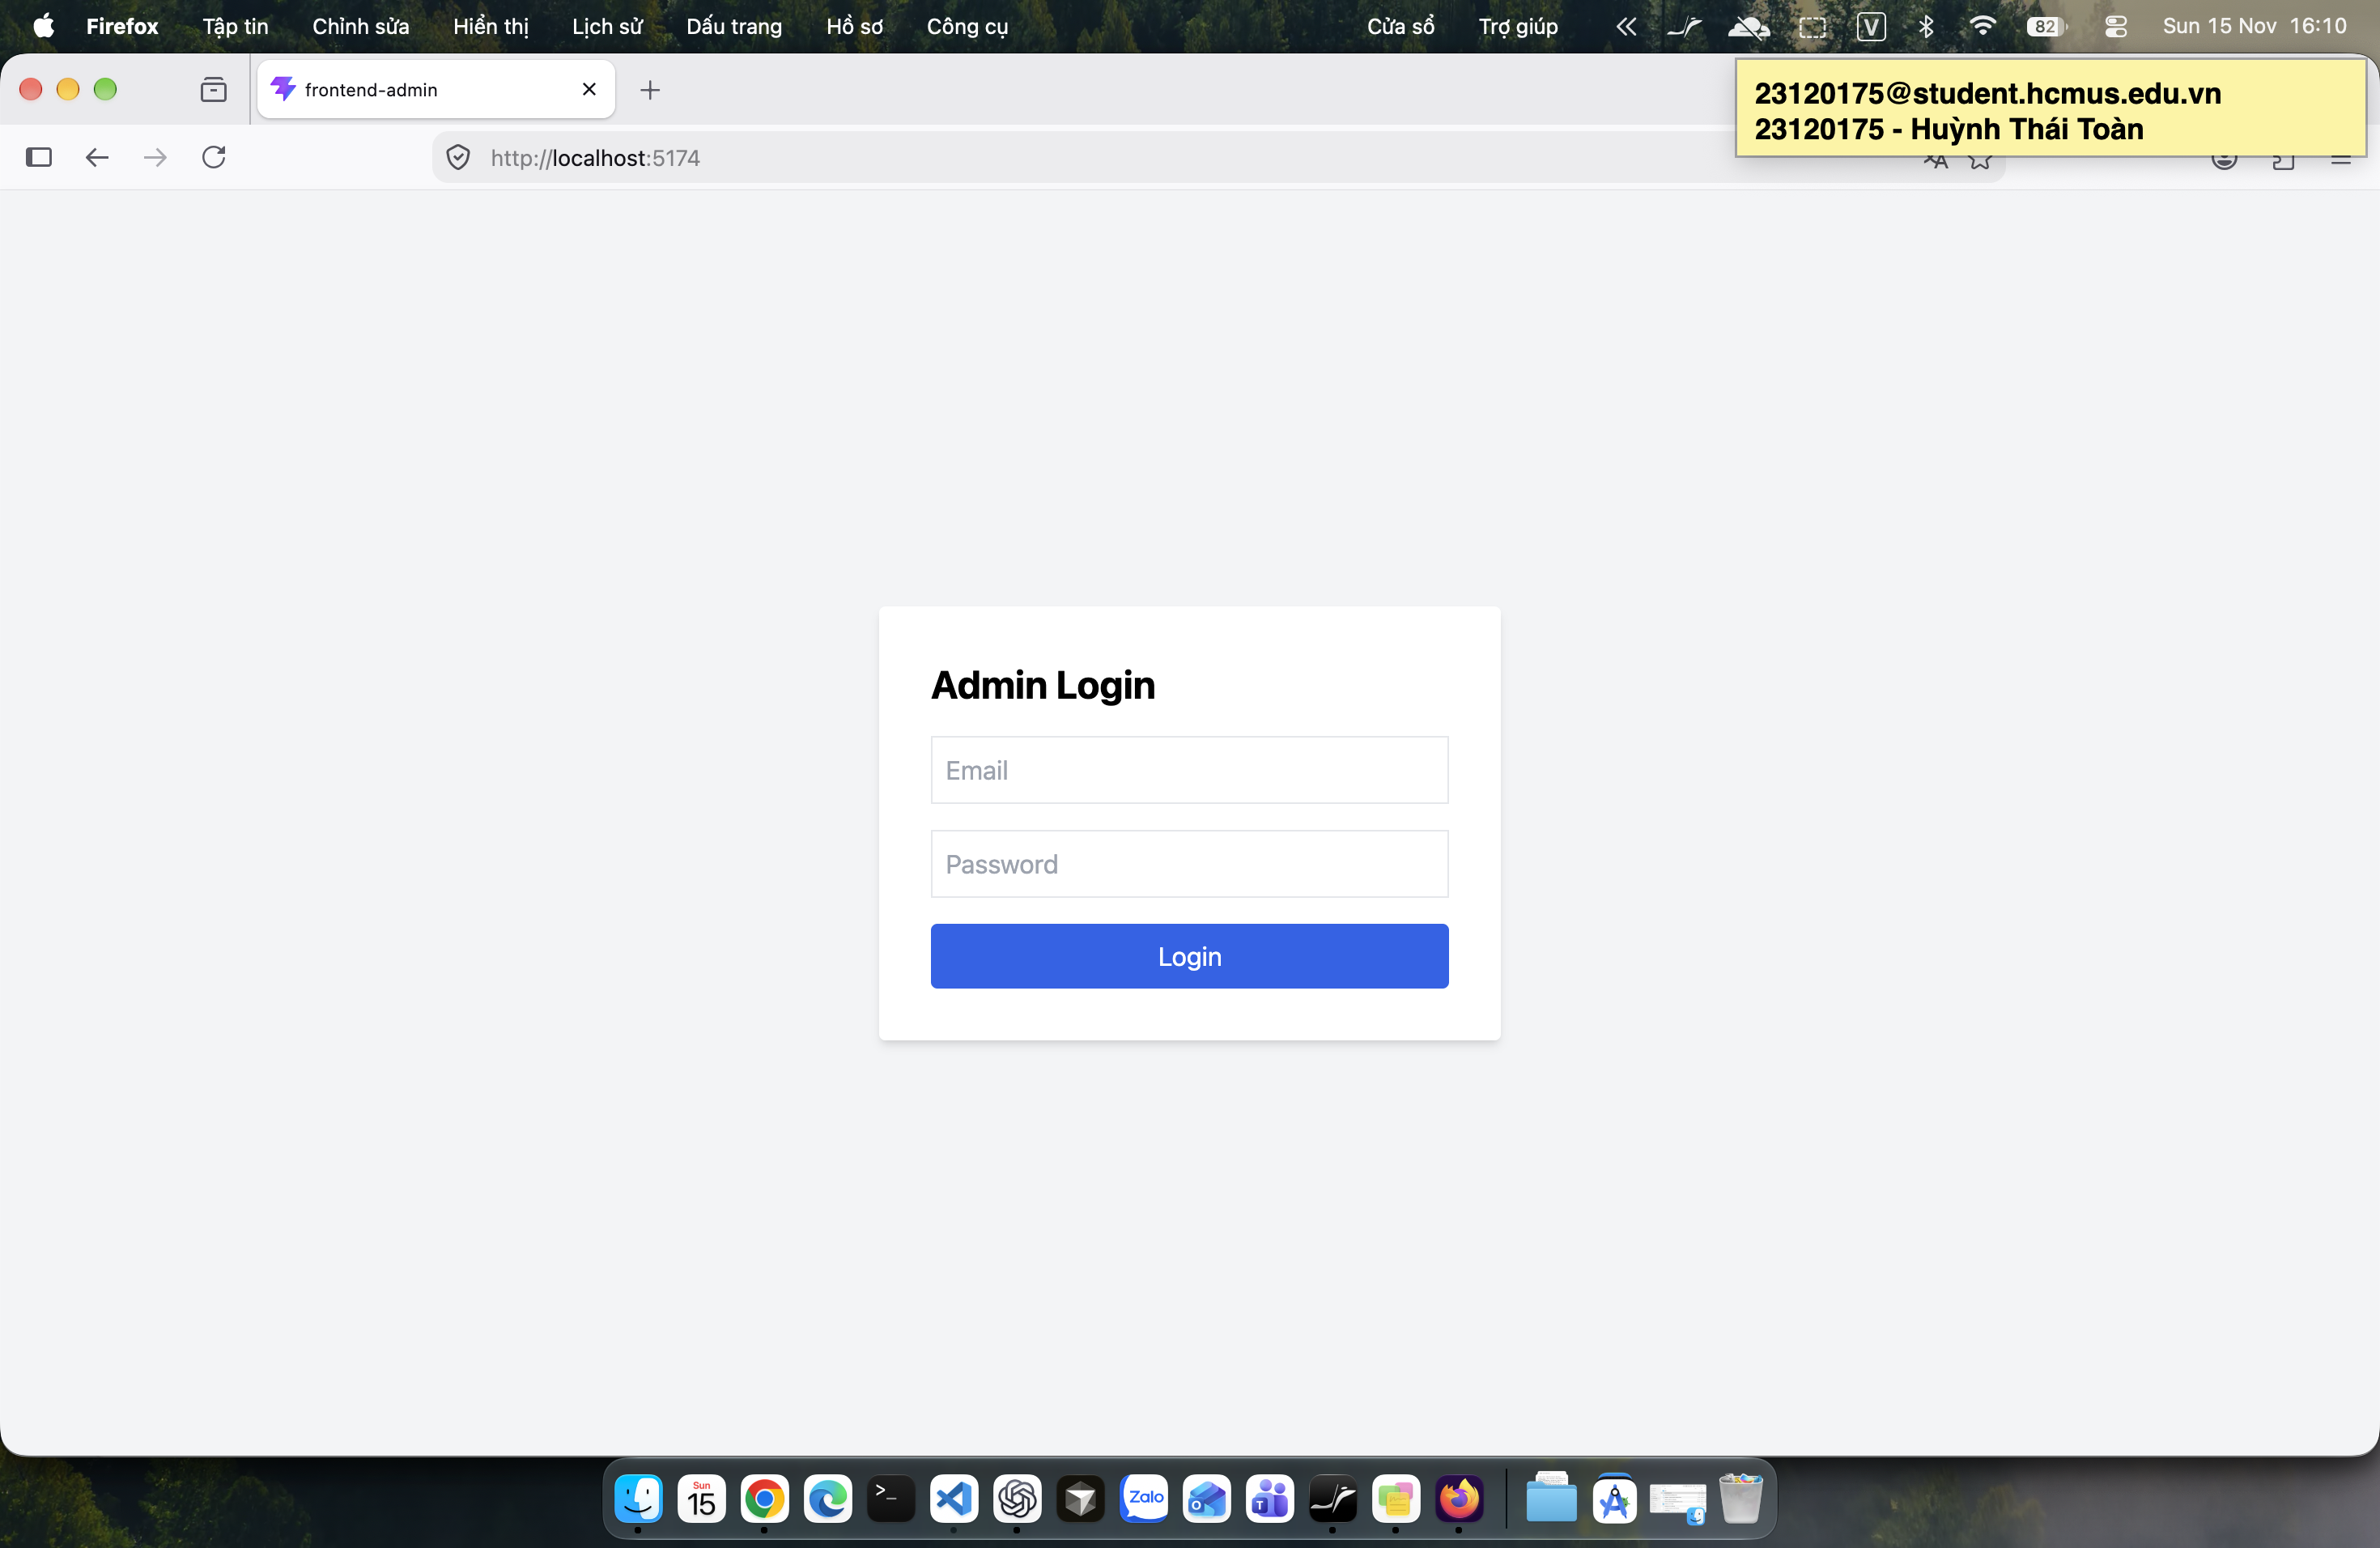 Firefox Tập tin Chỉnh sửa Hiển thị Lịch sử Dấu trang Hồ sơ Công cụ Cửa sổ Trợ giúp V 82 Sun 15 Nov 16:10
frontend-admin
23120175@student.hcmus.edu.vn
23120175 - Huỳnh Thái Toàn
http://localhost:5174
Admin Login
Email
Password
Login
Sun
15
>_
Zalo
O
T